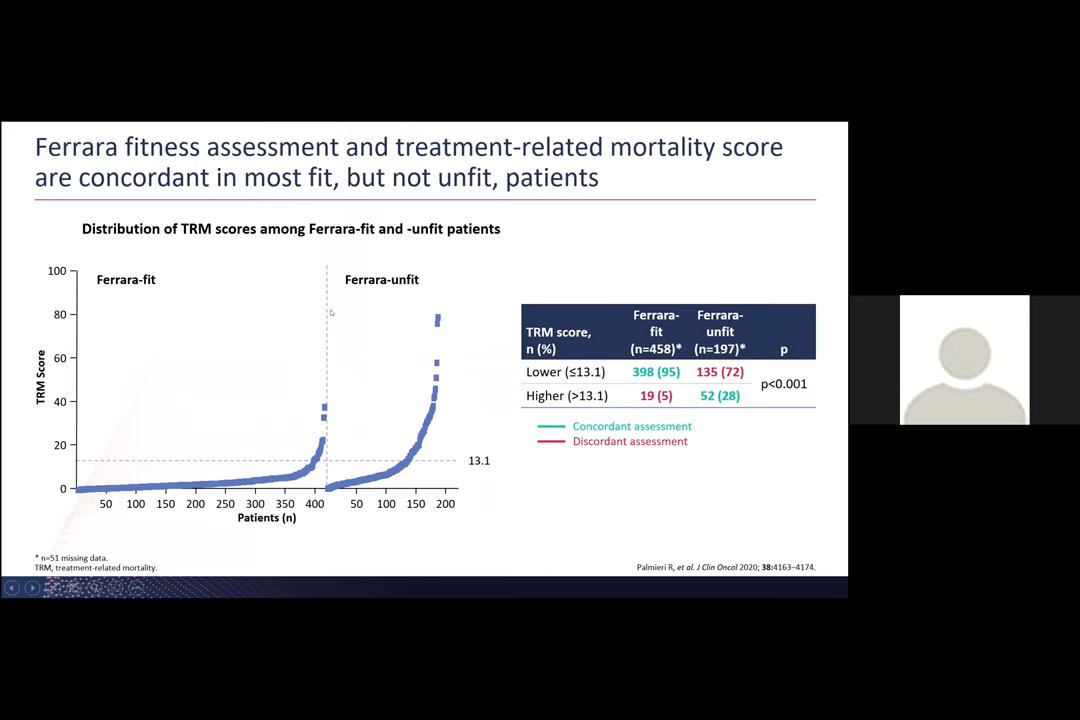 Ferrara fitness assessment and treatment-related mortality score
are concordant in most fit, but not unfit, patients
Distribution of TRM scores among Ferrara-fit and -unfit patients
Ferrara-fit
Ferrara-unfit
TRM Score
100
80
60
40
20
0
13.1
50 100 150 200 250 300 350 400 50 100 150 200
Patients (n)
TRM score, n (%) Ferrara-fit (n=458)* Ferrara-unfit (n=197)* p
Lower (≤13.1) 398 (95) 135 (72) p<0.001
Higher (>13.1) 19 (5) 52 (28)
Concordant assessment
Discordant assessment
* n=51 missing data.
TRM, treatment-related mortality.
Palmieri R, et al. J Clin Oncol 2020; 38:4163–4174.